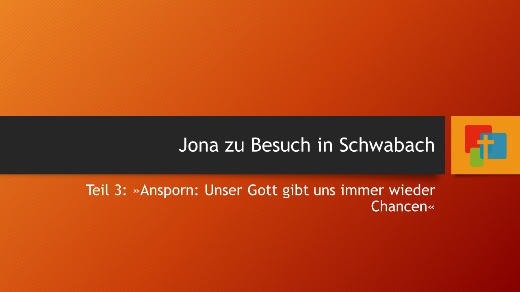 Jona zu Besuch in Schwabach
Teil 3: »Ansporn: Unser Gott gibt uns immer wieder
Chancen«